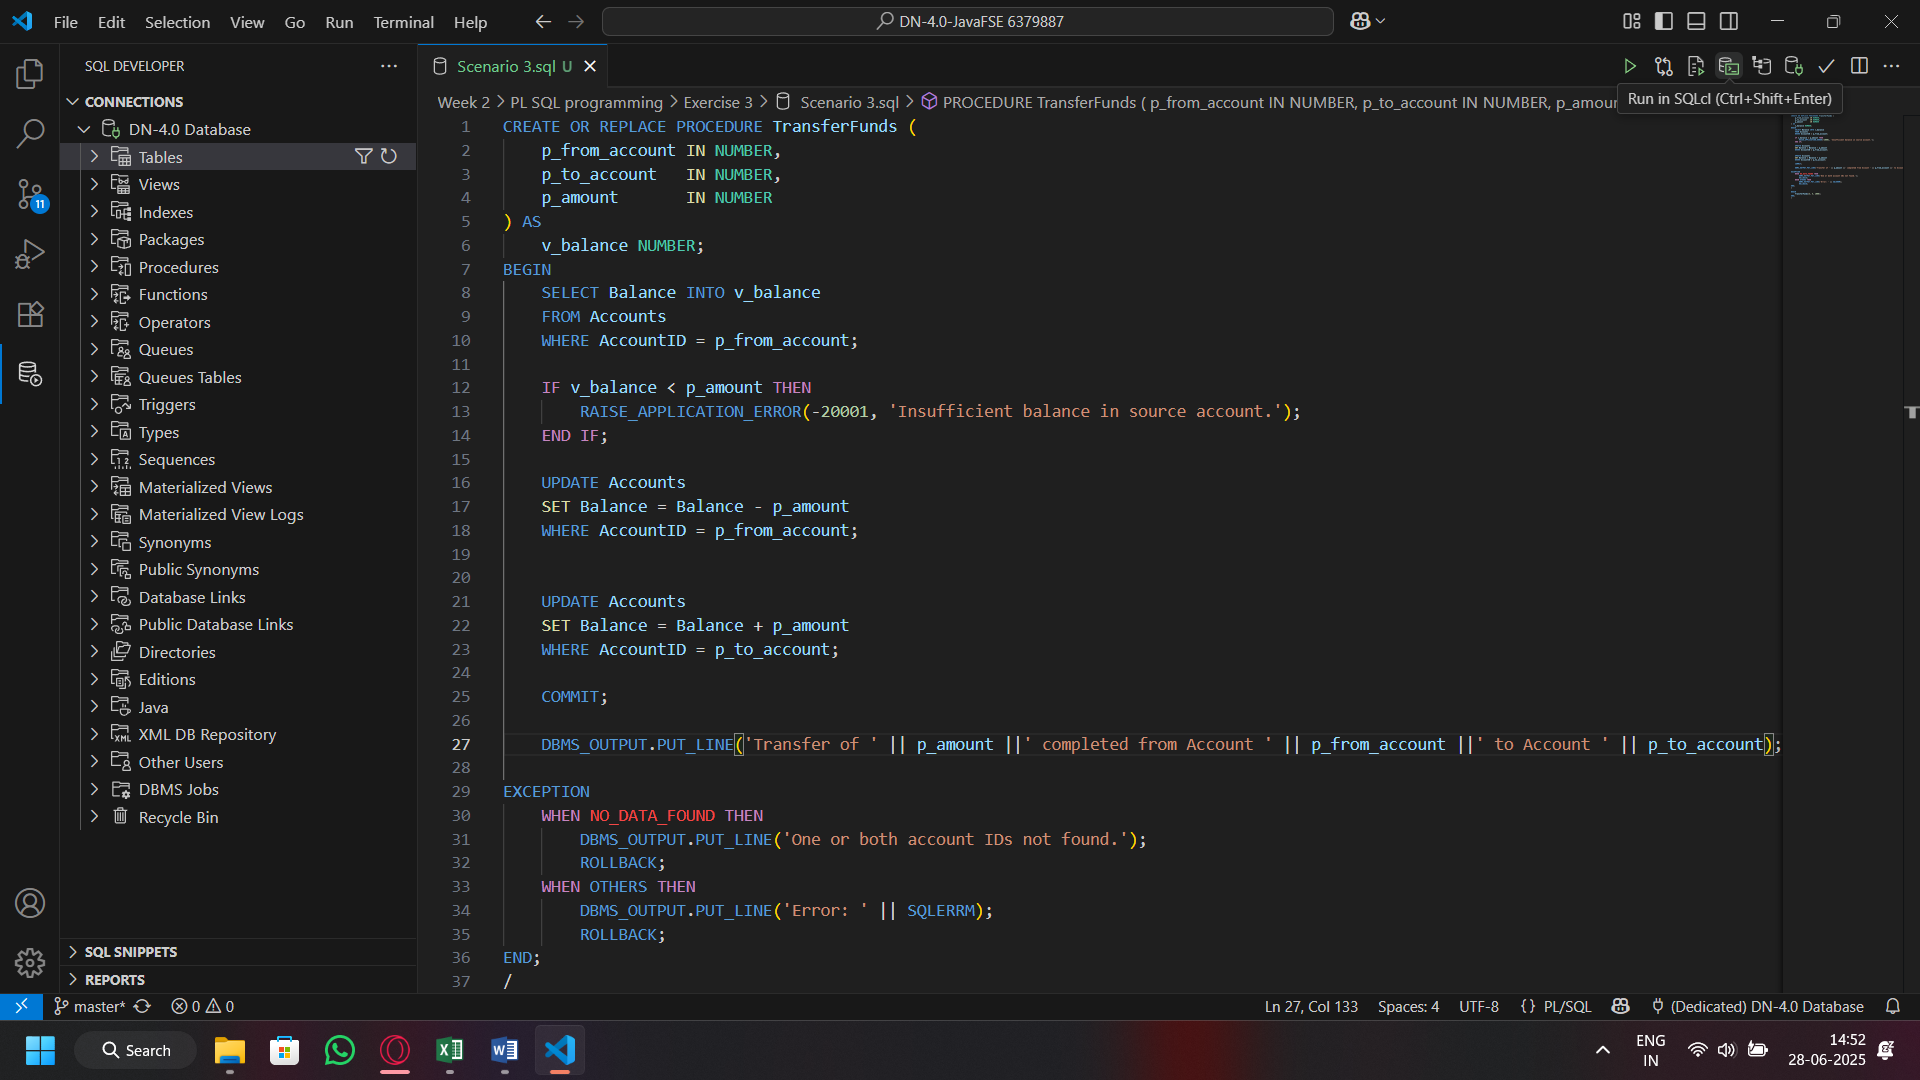 File Edit Selection View Go Run Terminal Help
DN-4.0-JavaFSE 6379887
SQL DEVELOPER
CONNECTIONS
DN-4.0 Database
Tables
Views
Indexes
Packages
Procedures
Functions
Operators
Queues
Queues Tables
Triggers
Types
Sequences
Materialized Views
Materialized View Logs
Synonyms
Public Synonyms
Database Links
Public Database Links
Directories
Editions
Java
XML DB Repository
Other Users
DBMS Jobs
Recycle Bin
SQL SNIPPETS
REPORTS
11
Scenario 3.sql U
Week 2 > PL SQL programming > Exercise 3 > Scenario 3.sql > PROCEDURE TransferFunds ( p_from_account IN NUMBER, p_to_account IN NUMBER, p_amou
Run in SQLcl (Ctrl+Shift+Enter)
1 CREATE OR REPLACE PROCEDURE TransferFunds (
2 p_from_account IN NUMBER,
3 p_to_account IN NUMBER,
4 p_amount IN NUMBER
5 ) AS
6 v_balance NUMBER;
7 BEGIN
8 SELECT Balance INTO v_balance
9 FROM Accounts
10 WHERE AccountID = p_from_account;
11
12 IF v_balance < p_amount THEN
13 RAISE_APPLICATION_ERROR(-20001, 'Insufficient balance in source account.');
14 END IF;
15
16 UPDATE Accounts
17 SET Balance = Balance - p_amount
18 WHERE AccountID = p_from_account;
19
20
21 UPDATE Accounts
22 SET Balance = Balance + p_amount
23 WHERE AccountID = p_to_account;
24
25 COMMIT;
26
27 DBMS_OUTPUT.PUT_LINE('Transfer of ' || p_amount ||' completed from Account ' || p_from_account ||' to Account ' || p_to_account);
28
29 EXCEPTION
30 WHEN NO_DATA_FOUND THEN
31 DBMS_OUTPUT.PUT_LINE('One or both account IDs not found.');
32 ROLLBACK;
33 WHEN OTHERS THEN
34 DBMS_OUTPUT.PUT_LINE('Error: ' || SQLERRM);
35 ROLLBACK;
36 END;
37 /
master* 0 0
Ln 27, Col 133 Spaces: 4 UTF-8 {} PL/SQL (Dedicated) DN-4.0 Database
Search
ENG
IN
14:52
28-06-2025